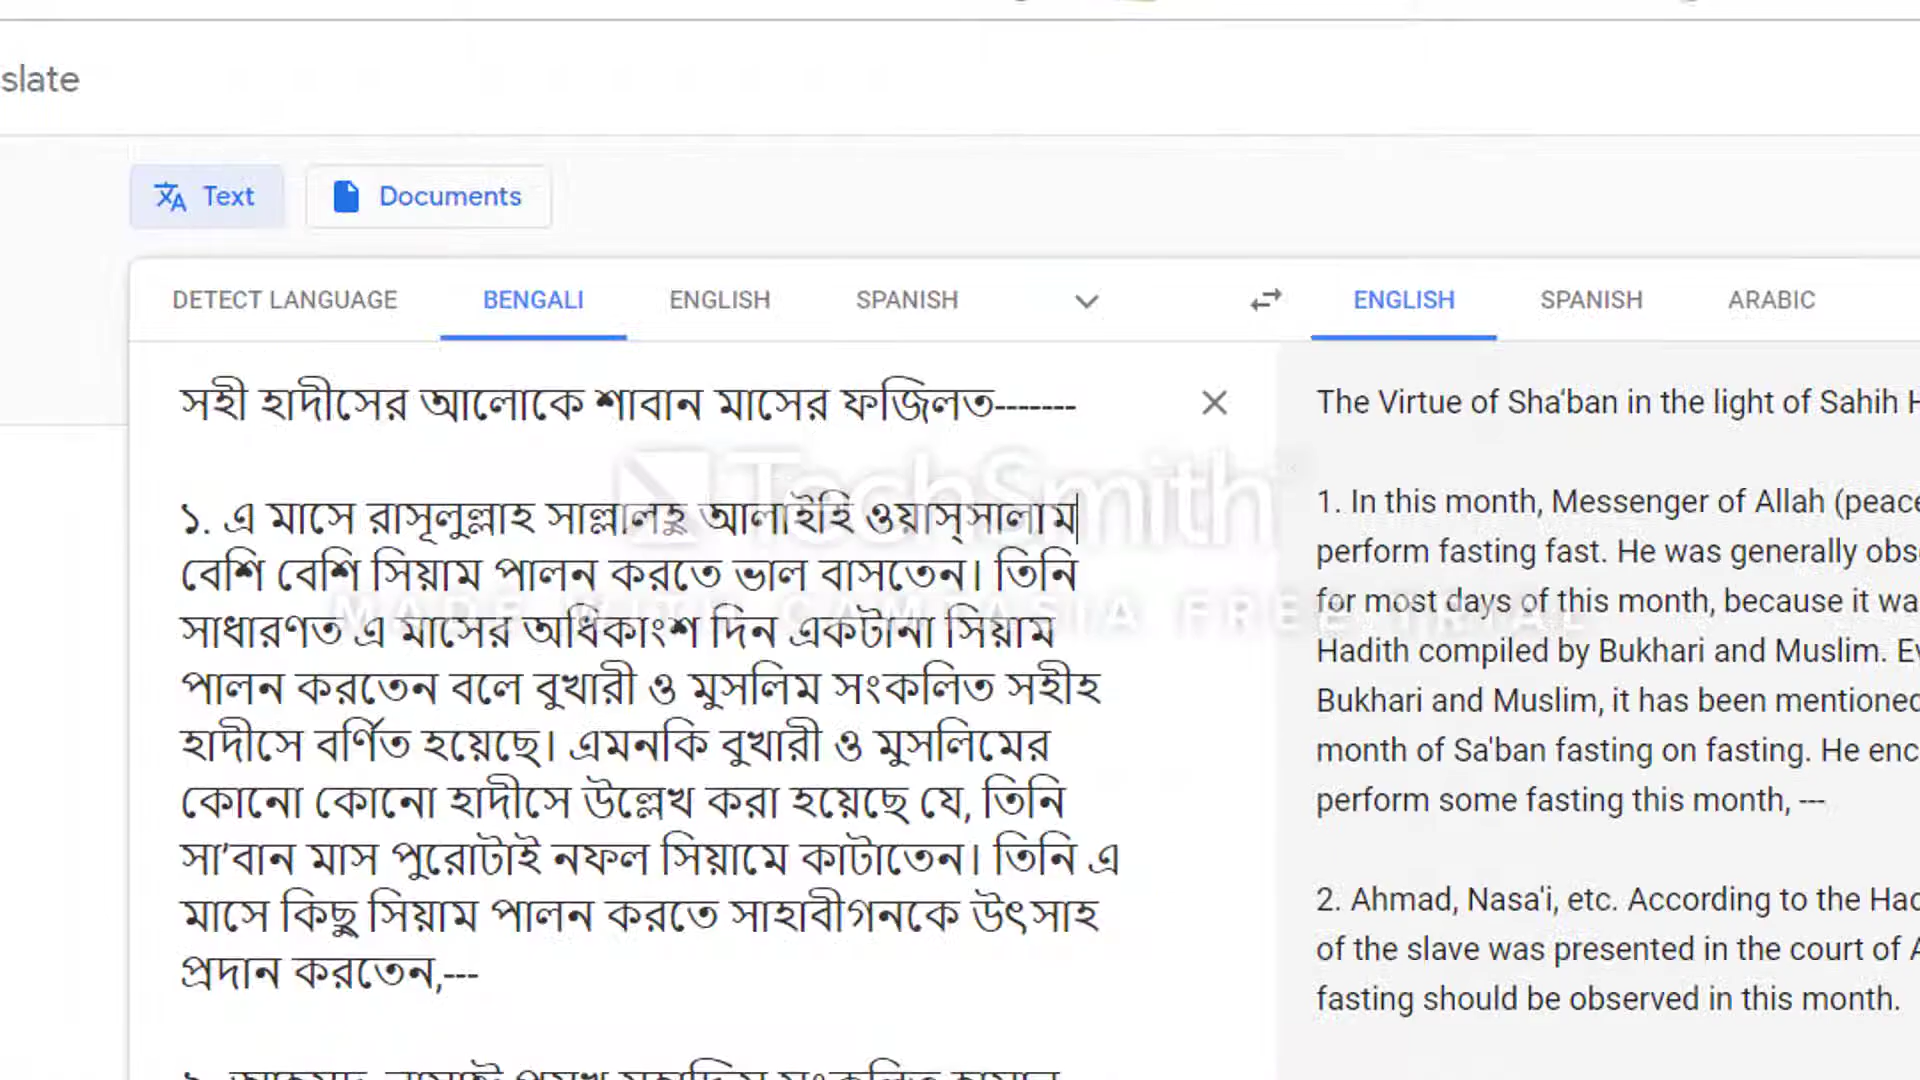 slate
Text
Documents
DETECT LANGUAGE
BENGALI
ENGLISH
SPANISH
ENGLISH
SPANISH
ARABIC
সহী হাদীসের আলোকে শাবান মাসের ফজিলত-------
১. এ মাসে রাসূলুল্লাহ সাল্লালহু আলাইহি ওয়াস্সালাম
বেশি বেশি সিয়াম পালন করতে ভাল বাসতেন। তিনি
সাধারণত এ মাসের অধিকাংশ দিন একটানা সিয়াম
পালন করতেন বলে বুখারী ও মুসলিম সংকলিত সহীহ
হাদীসে বর্ণিত হয়েছে। এমনকি বুখারী ও মুসলিমের
কোনো কোনো হাদীসে উল্লেখ করা হয়েছে যে, তিনি
সা’বান মাস পুরোটাই নফল সিয়ামে কাটাতেন। তিনি এ
মাসে কিছু সিয়াম পালন করতে সাহাবীগনকে উৎসাহ
প্রদান করতেন,---
The Virtue of Sha'ban in the light of Sahih H
1. In this month, Messenger of Allah (peace
perform fasting fast. He was generally obs
for most days of this month, because it wa
Hadith compiled by Bukhari and Muslim. Ev
Bukhari and Muslim, it has been mentioned
month of Sa'ban fasting on fasting. He enc
perform some fasting this month, ---
2. Ahmad, Nasa'i, etc. According to the Had
of the slave was presented in the court of A
fasting should be observed in this month.
TechSmith
MADE WITH CAMTASIA FREE TRIAL